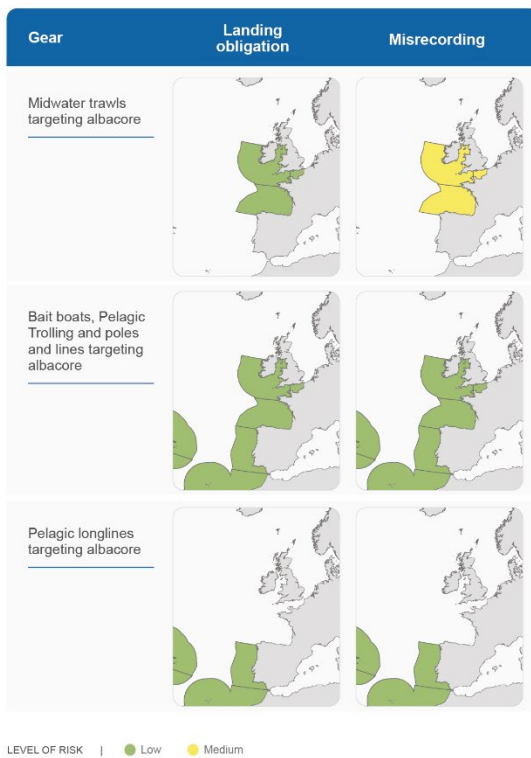 Gear
Landing
obligation
Misrecording
Midwater trawls
targeting albacore
Bait boats, Pelagic
Trolling and poles
and lines targeting
albacore
Pelagic longlines
targeting albacore
LEVEL OF RISK | Low Medium